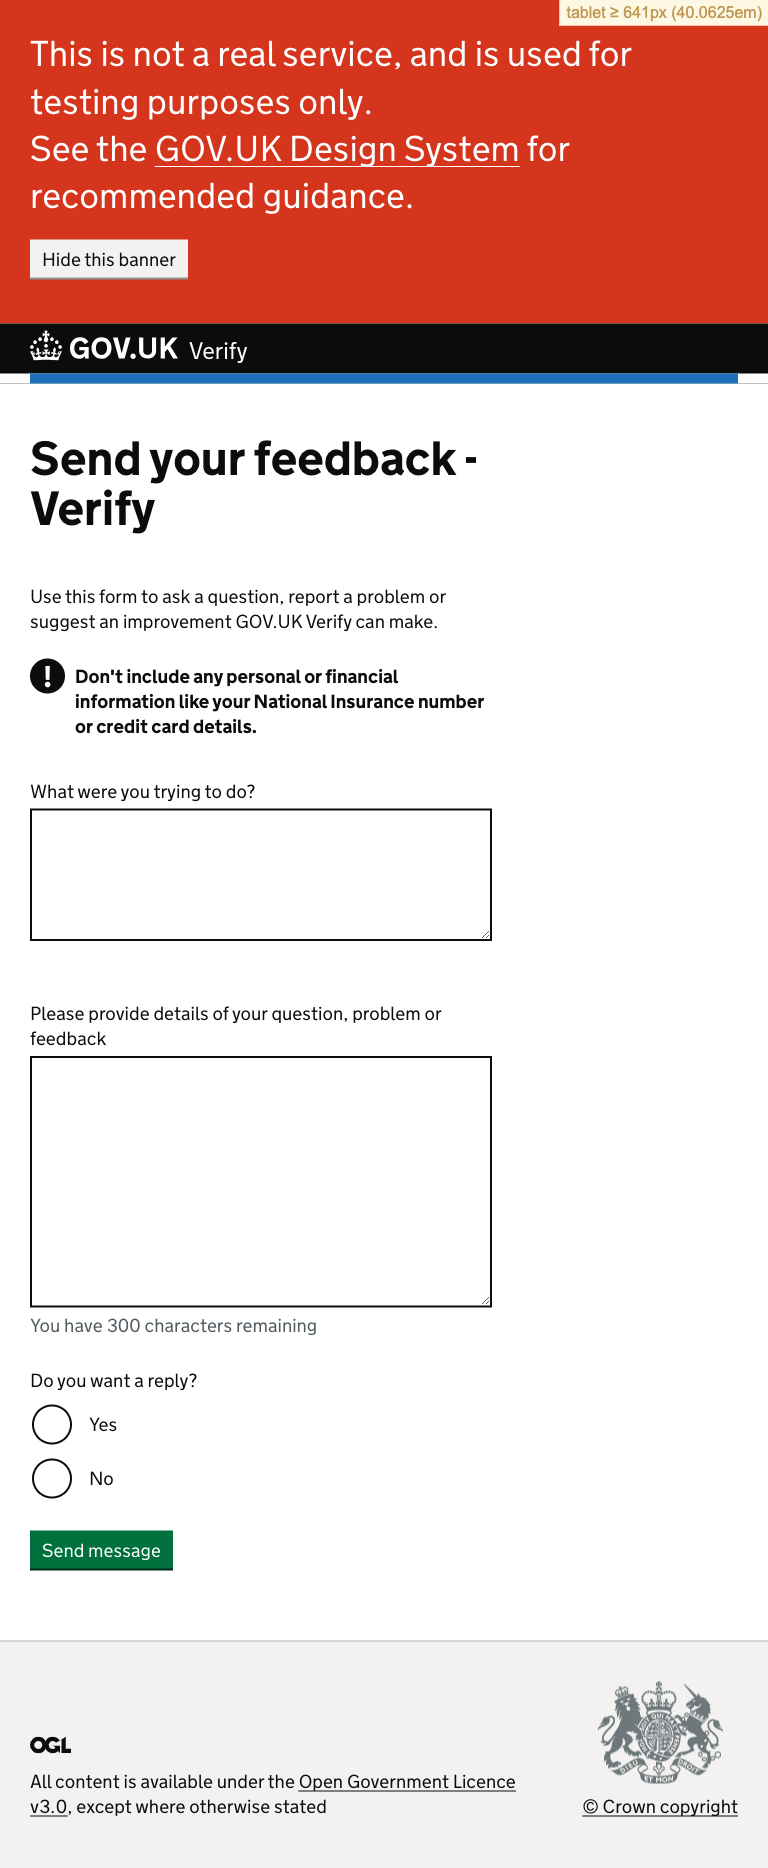 tablet ≥ 641px (40.0625em)
This is not a real service, and is used for
testing purposes only.
See the GOV.UK Design System for
recommended guidance.
Hide this banner
GOV.UK Verify
Send your feedback -
Verify
Use this form to ask a question, report a problem or
suggest an improvement GOV.UK Verify can make.
! Don't include any personal or financial
information like your National Insurance number
or credit card details.
What were you trying to do?
Please provide details of your question, problem or
feedback
You have 300 characters remaining
Do you want a reply?
Yes
No
Send message
OGL
All content is available under the Open Government Licence
v3.0, except where otherwise stated
© Crown copyright